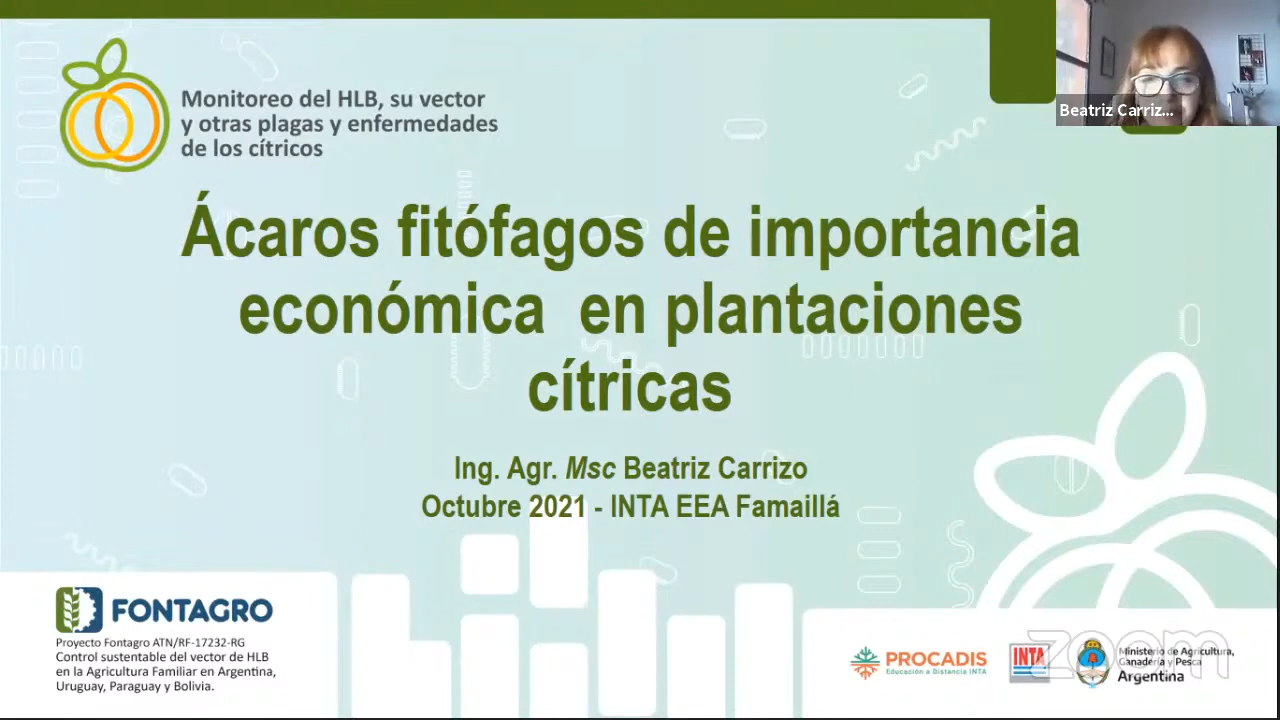 Monitoreo del HLB, su vector
y otras plagas y enfermedades
de los cítricos
Beatriz Carriz...
Ácaros fitófagos de importancia
económica en plantaciones
cítricas
Ing. Agr. Msc Beatriz Carrizo
Octubre 2021 - INTA EEA Famaillá
FONTAGRO
Proyecto Fontagro ATN/RF-17232-RG
Control sustentable del vector de HLB
en la Agricultura Familiar en Argentina,
Uruguay, Paraguay y Bolivia.
PROCADIS
Educación a Distancia INTA
INTA
Ministerio de Agricultura,
Ganadería y Pesca
Argentina
zoom